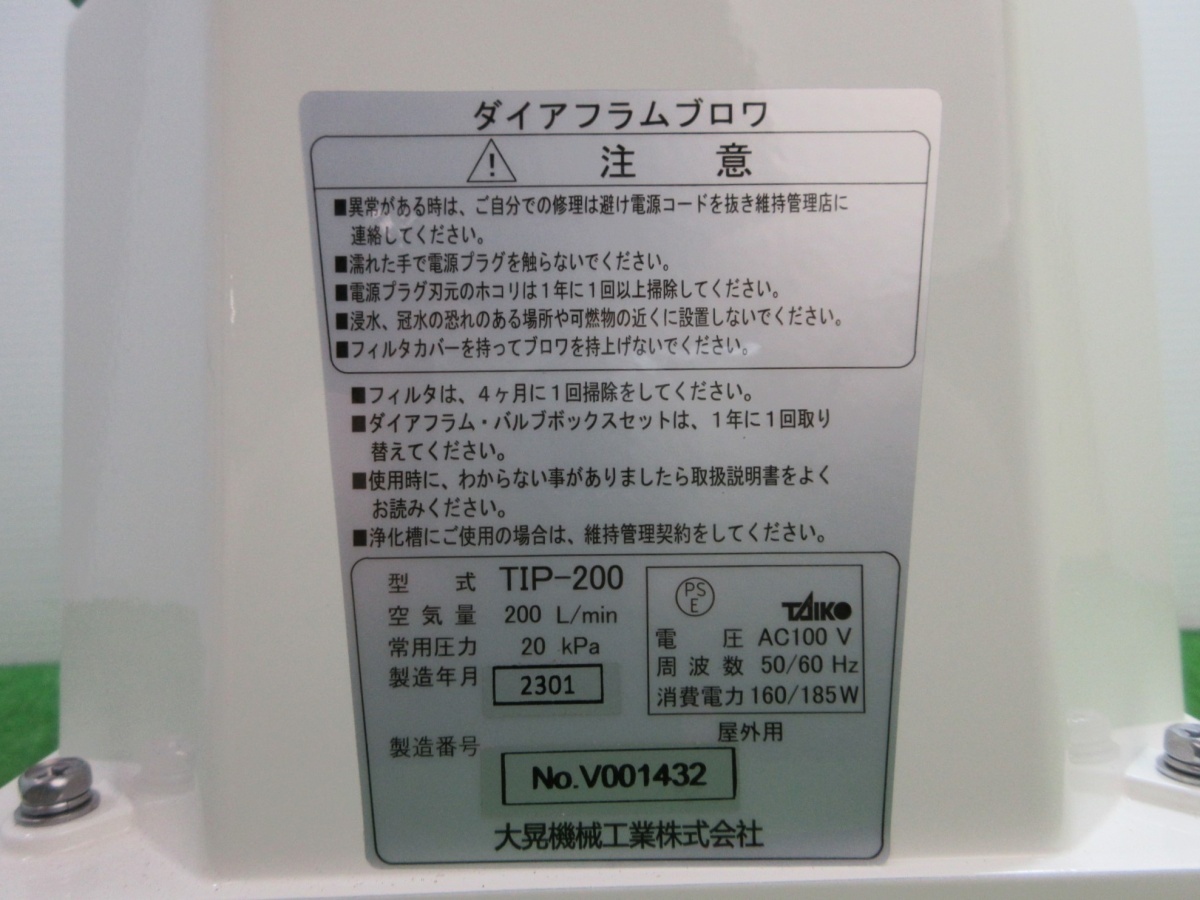 ダイアフラムブロワ
注意
■異常がある時は、ご自分での修理は避け電源コードを抜き維持管理店に
連絡してください。
■濡れた手で電源プラグを触らないでください。
■電源プラグ刃元のホコリは1年に1回以上掃除してください。
■浸水、冠水の恐れのある場所や可燃物の近くに設置しないでください。
■フィルタカバーを持ってブロワを持上げないでください。
■フィルタは、4ヶ月に1回掃除をしてください。
■ダイアフラム・バルブボックスセットは、1年に1回取り
替えてください。
■使用時に、わからない事がありましたら取扱説明書をよく
お読みください。
■浄化槽にご使用の場合は、維持管理契約をしてください。
型式 TIP-200
空気量 200 L/min
常用圧力 20 kPa
製造年月 2301
PS
E
TAIKO
電圧 AC100 V
周波数 50/60 Hz
消費電力 160/185W
屋外用
製造番号 No.V001432
大晃機械工業株式会社